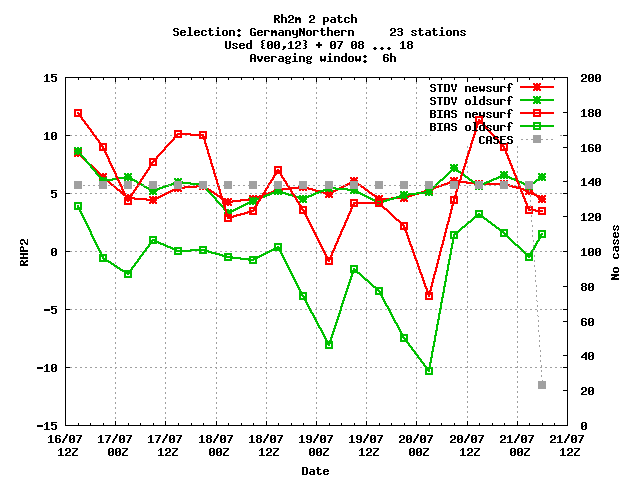 Rh2m 2 patch
Selection: GermanyNorthern 23 stations
Used {00,12} + 07 08 ... 18
Averaging window: 6h
STDV newsurf
STDV oldsurf
BIAS newsurf
BIAS oldsurf
CASES
15
10
5
0
-5
-10
-15
RHP2
200
180
160
140
120
100
80
60
40
20
0
No cases
16/07 17/07 17/07 18/07 18/07 19/07 19/07 20/07 20/07 21/07 21/07
12Z 00Z 12Z 00Z 12Z 00Z 12Z 00Z 12Z 00Z 12Z
Date